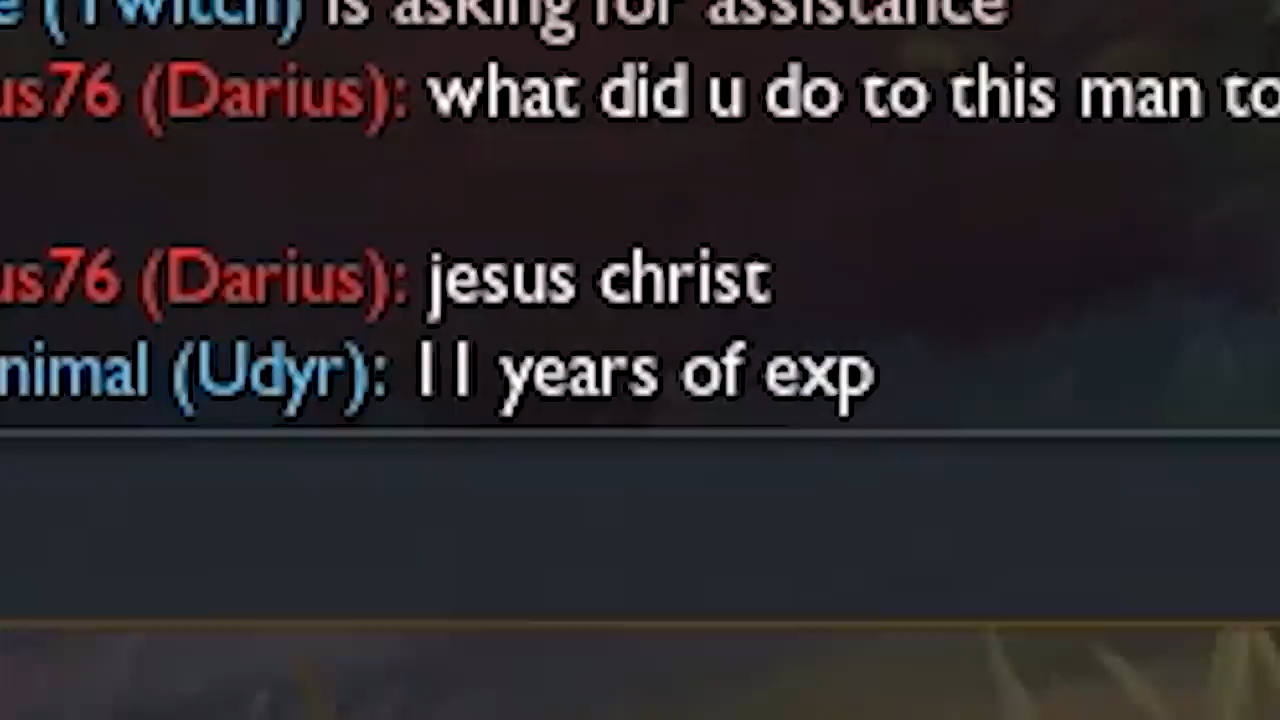 e (Twitch) is asking for assistance
us76 (Darius): what did u do to this man to
us76 (Darius): jesus christ
nimal (Udyr): 11 years of exp